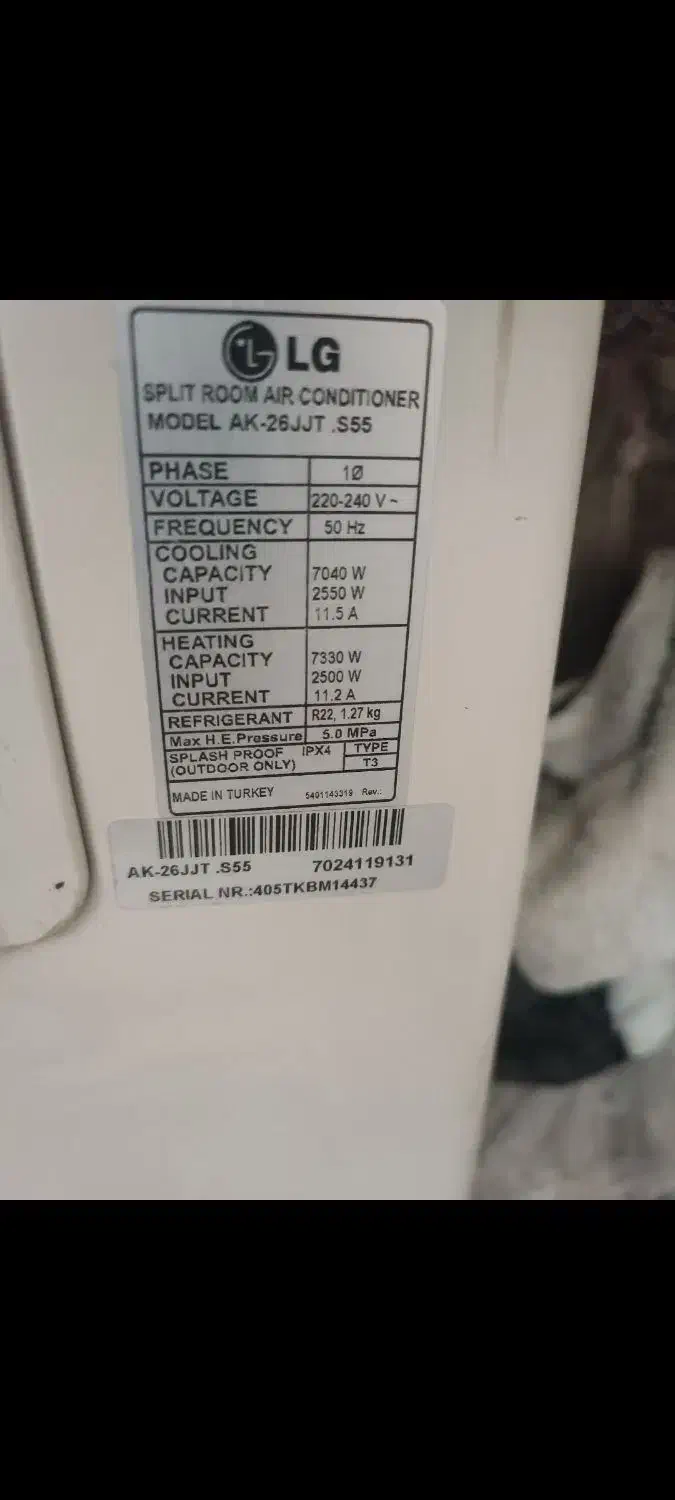 LG
SPLIT ROOM AIR CONDITIONER
MODEL AK-26JJT .S55
PHASE 1Ø
VOLTAGE 220-240 V ~
FREQUENCY 50 Hz
COOLING
CAPACITY 7040 W
INPUT 2550 W
CURRENT 11.5 A
HEATING
CAPACITY 7330 W
INPUT 2500 W
CURRENT 11.2 A
REFRIGERANT R22, 1.27 kg
Max H.E.Pressure 5.0 MPa
SPLASH PROOF IPX4 TYPE
(OUTDOOR ONLY) T3
MADE IN TURKEY 5401143319 Rev.:
AK-26JJT .S55 7024119131
SERIAL NR.:405TKBM14437